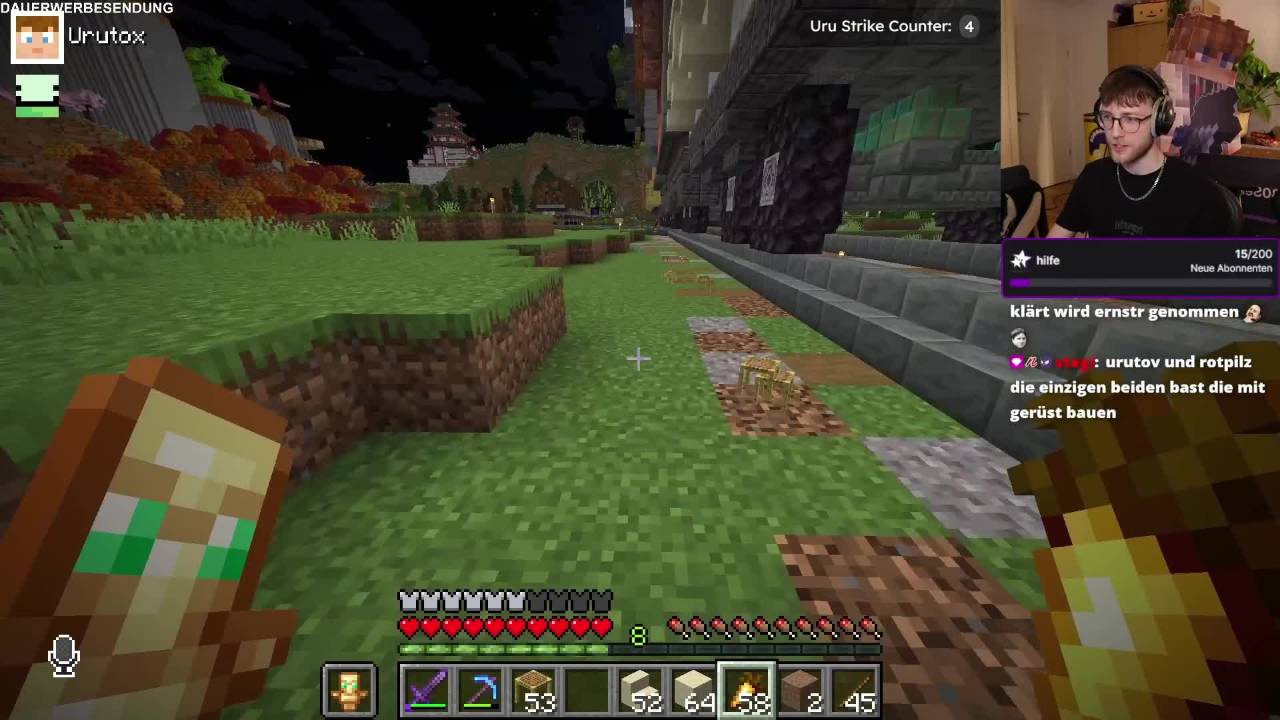 DAUERWERBESENDUNG
Urutox
Uru Strike Counter: 4
hilfe
15/200
Neue Abonnenten
klärt wird ernstr genommen
stegi: urutov und rotpilz
die einzigen beiden bast die mit
gerüst bauen
8
53
52
64
58
2
45